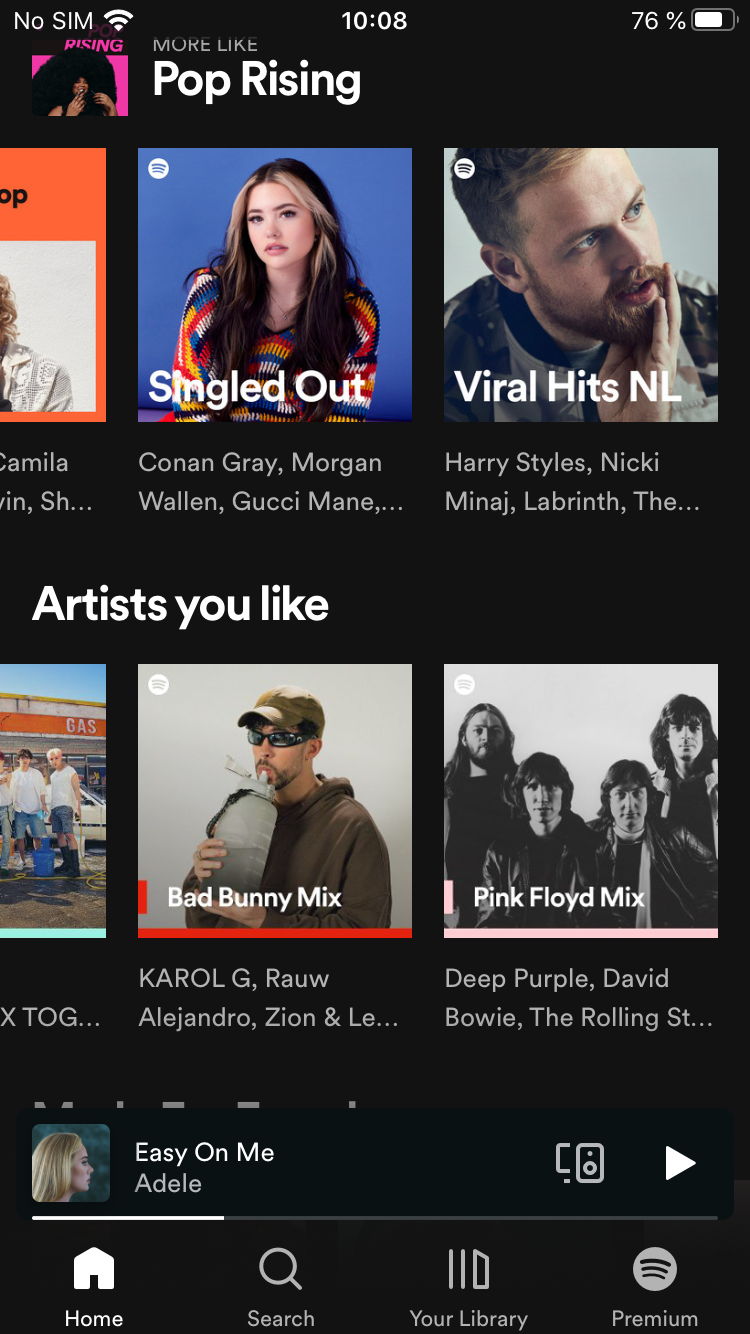 No SIM 10:08 76 %
POP
RISING
MORE LIKE
Pop Rising
op
Singled Out
Viral Hits NL
Camila
vin, Sh...
Conan Gray, Morgan
Wallen, Gucci Mane,...
Harry Styles, Nicki
Minaj, Labrinth, The...
Artists you like
GAS
Bad Bunny Mix
Pink Floyd Mix
X TOG...
KAROL G, Rauw
Alejandro, Zion & Le...
Deep Purple, David
Bowie, The Rolling St...
Easy On Me
Adele
Home
Search
Your Library
Premium